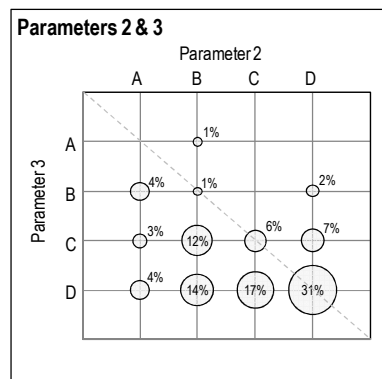 Parameters 2 & 3
Parameter 2
A B C D
Parameter 3
A
1%
B
4% 1% 2%
C
3% 12% 6% 7%
D
4% 14% 17% 31%